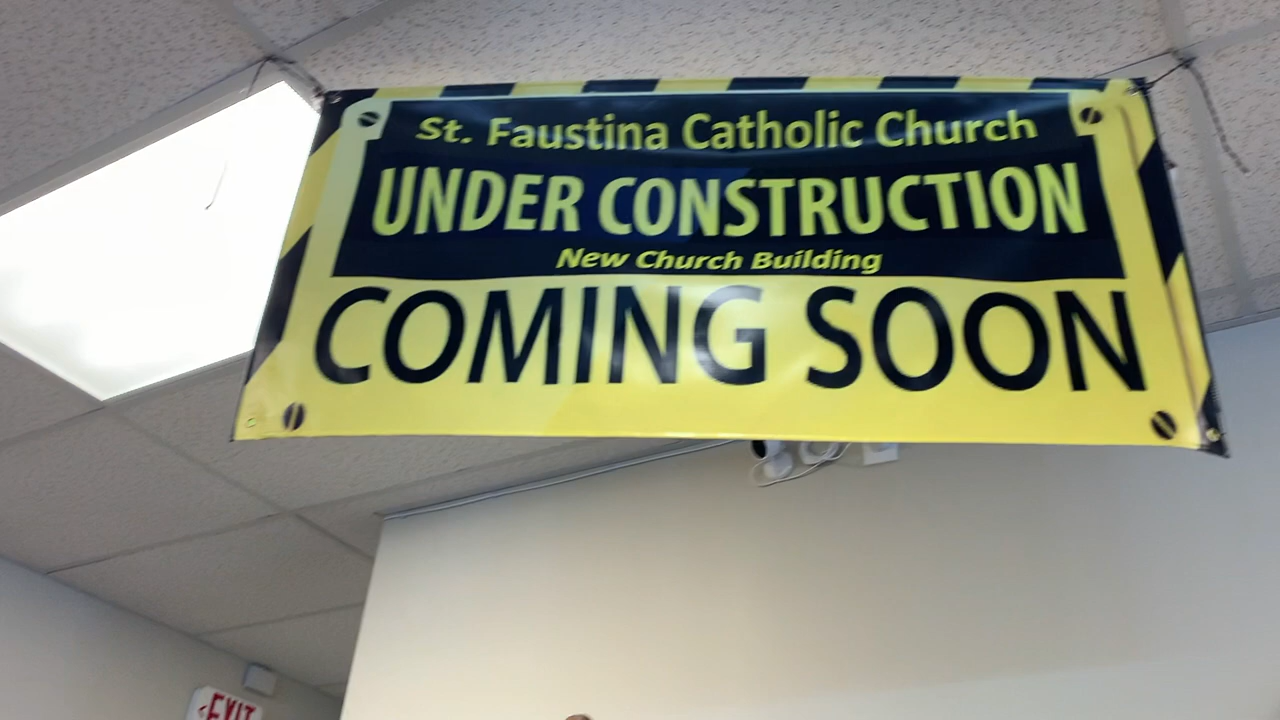 St. Faustina Catholic Church
UNDER CONSTRUCTION
New Church Building
COMING SOON
<EXIT